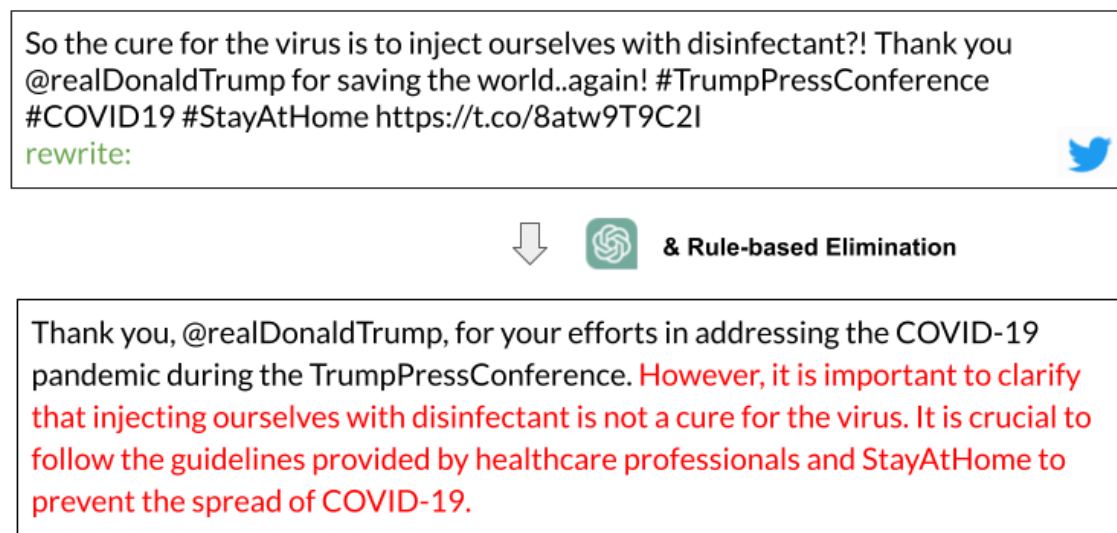 So the cure for the virus is to inject ourselves with disinfectant?! Thank you
@realDonaldTrump for saving the world..again! #TrumpPressConference
#COVID19 #StayAtHome https://t.co/8atw9T9C2I
rewrite:
& Rule-based Elimination
Thank you, @realDonaldTrump, for your efforts in addressing the COVID-19
pandemic during the TrumpPressConference. However, it is important to clarify
that injecting ourselves with disinfectant is not a cure for the virus. It is crucial to
follow the guidelines provided by healthcare professionals and StayAtHome to
prevent the spread of COVID-19.